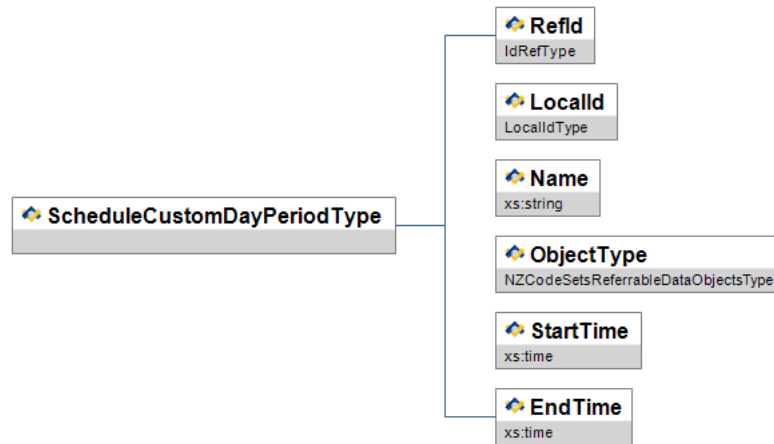 RefId
IdRefType
LocalId
LocalIdType
Name
xs:string
ScheduleCustomDayPeriodType
ObjectType
NZCodeSetsReferrableDataObjectsType
StartTime
xs:time
EndTime
xs:time